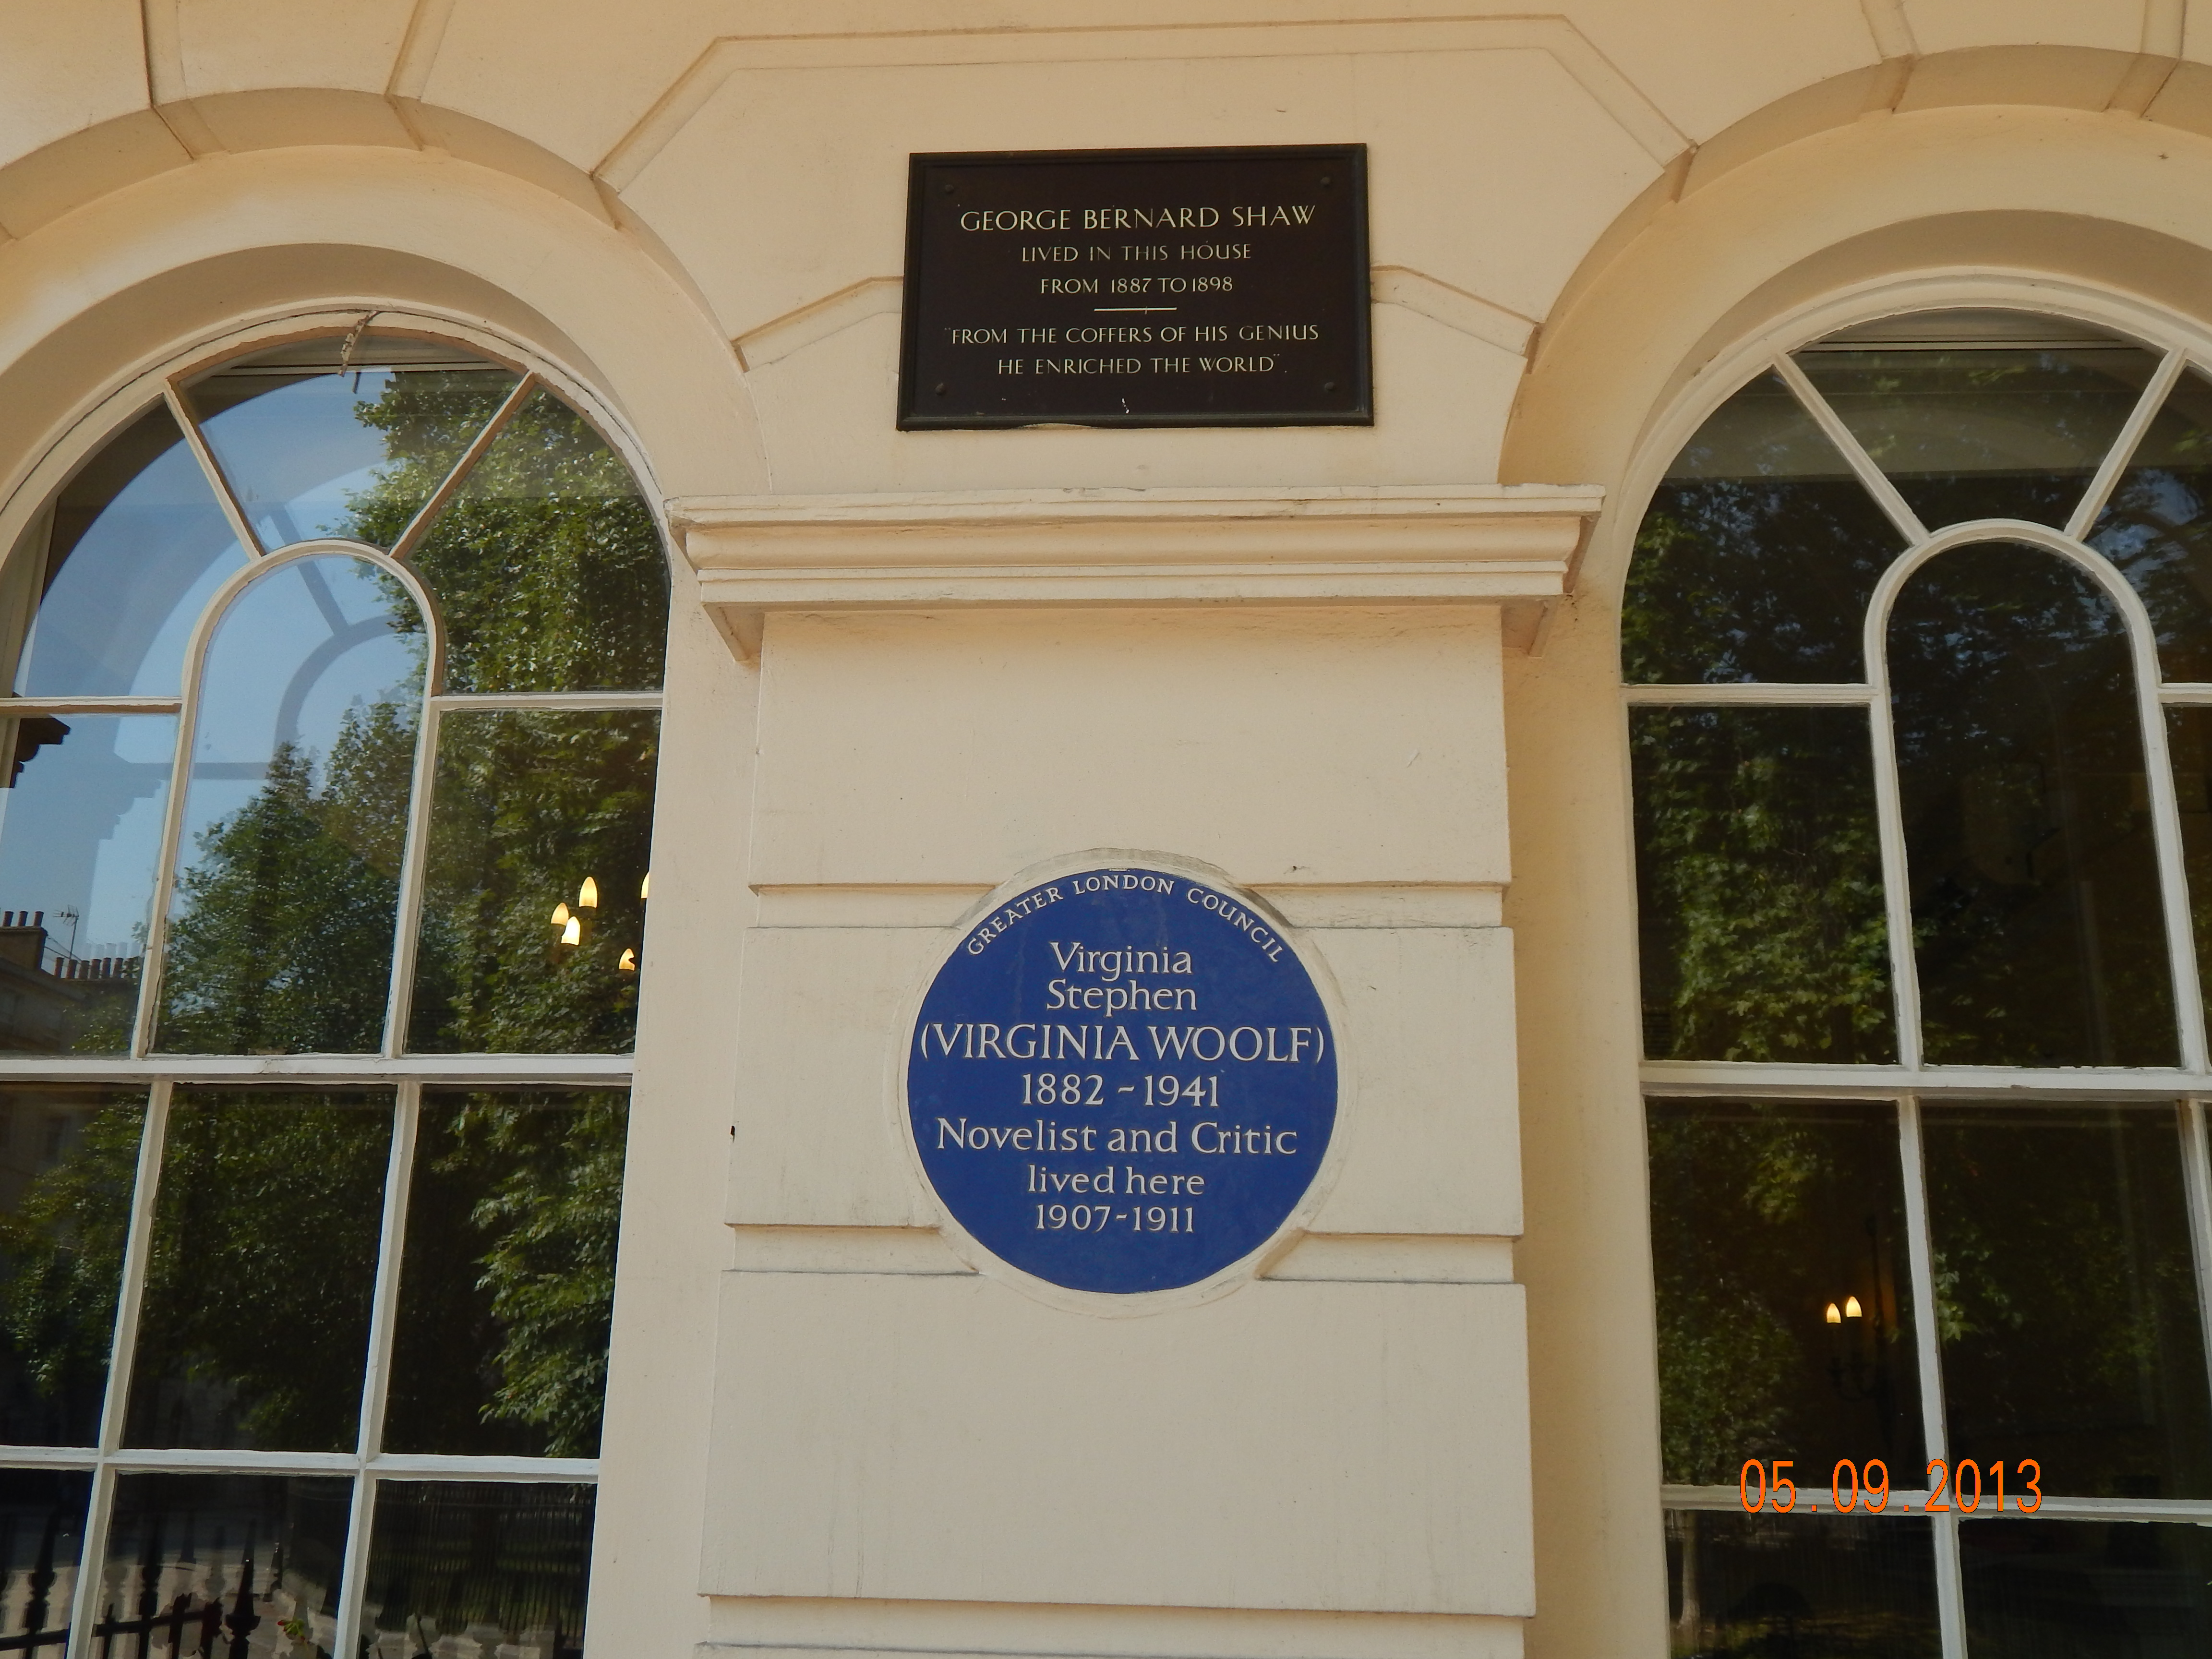 GEORGE BERNARD SHAW
LIVED IN THIS HOUSE
FROM 1887 TO 1898
"FROM THE COFFERS OF HIS GENIUS
HE ENRICHED THE WORLD".
GREATER LONDON COUNCIL
Virginia
Stephen
(VIRGINIA WOOLF)
1882 - 1941
Novelist and Critic
lived here
1907-1911
05.09.2013